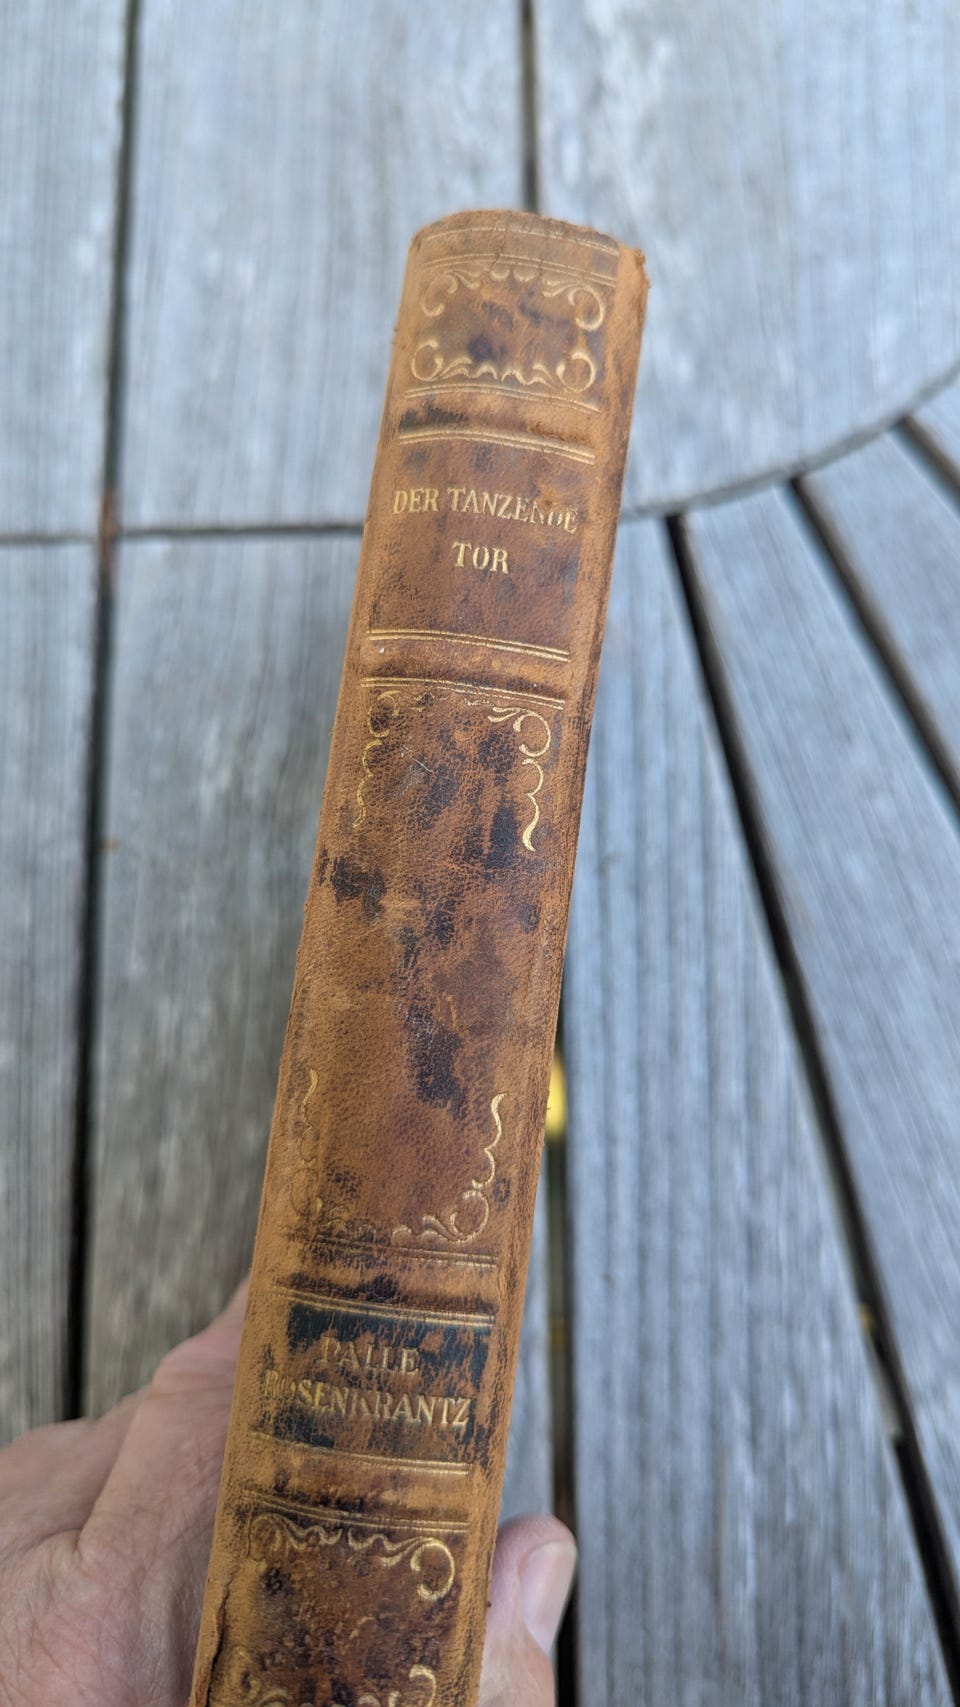 DER TANZENDE
TOR
PALLE
ROSENKRANTZ